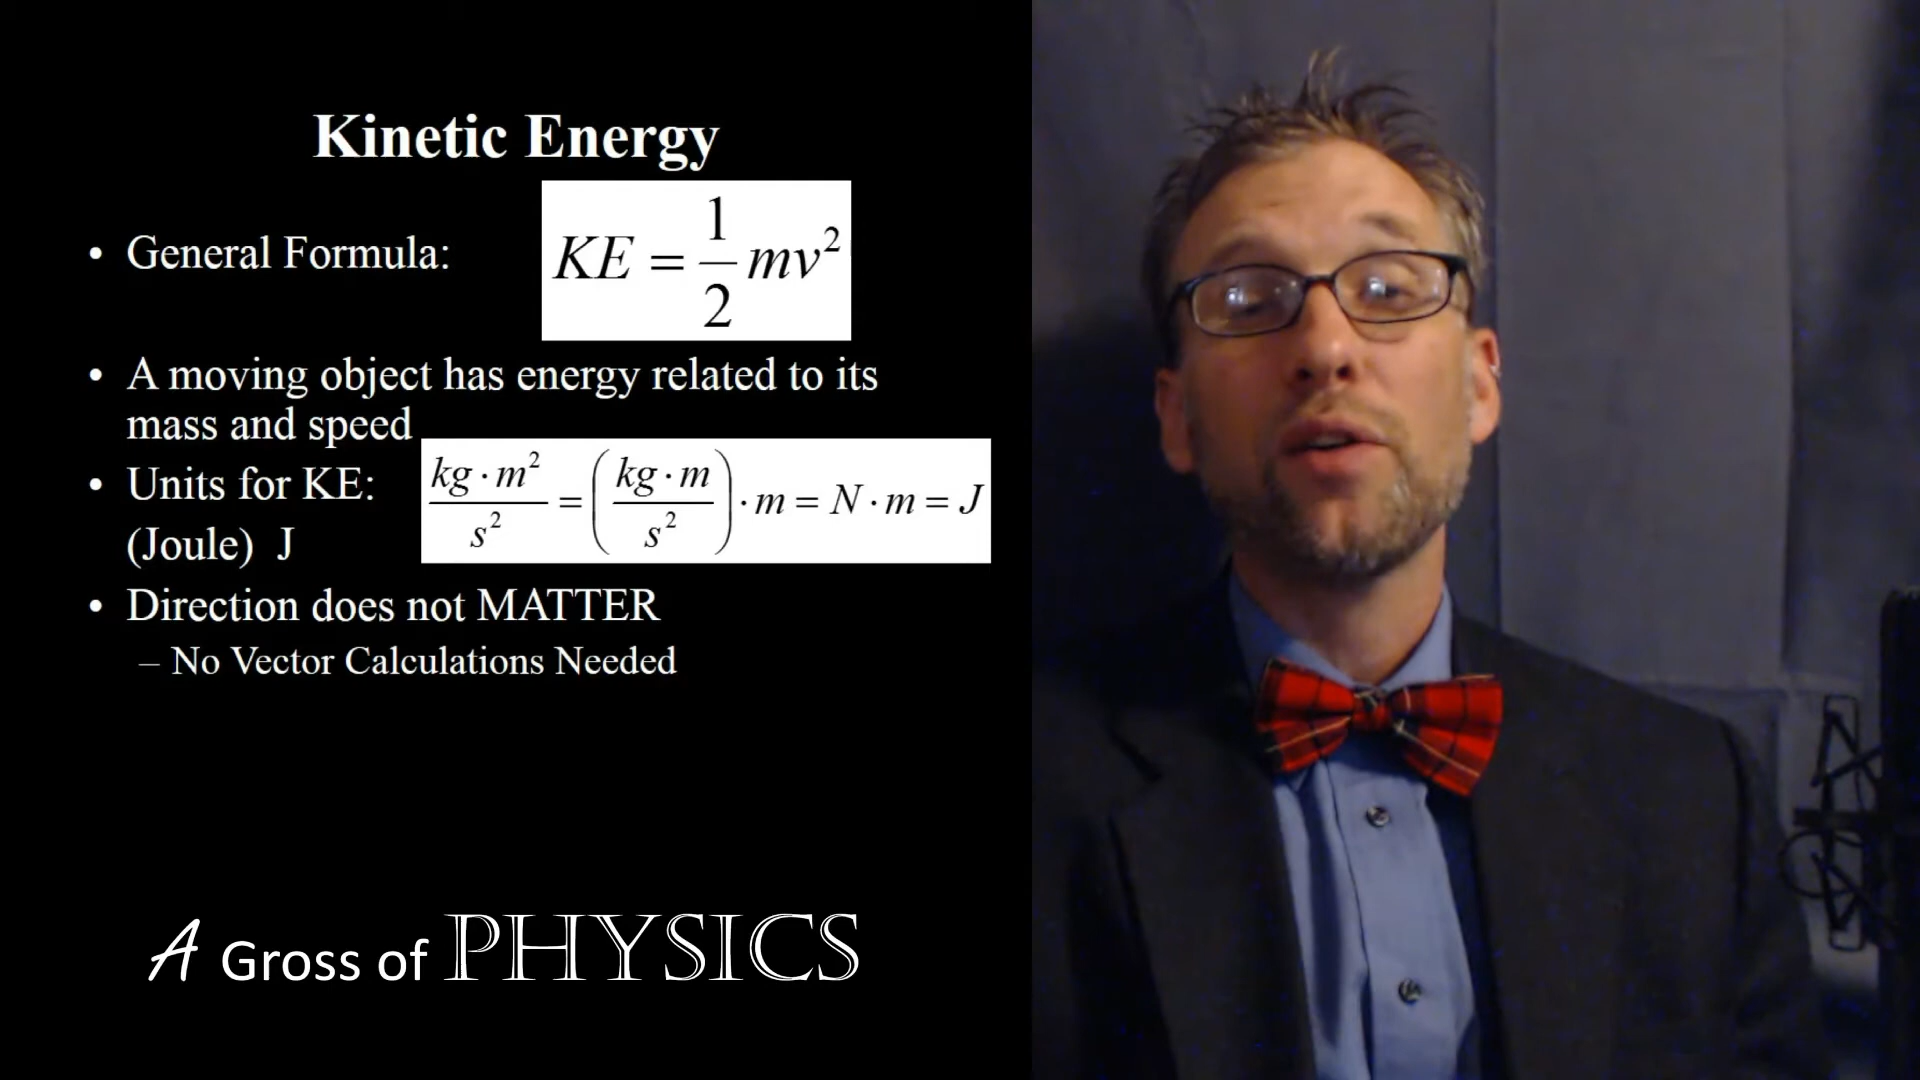 Kinetic Energy
• General Formula: KE = 1/2 mv²
• A moving object has energy related to its
mass and speed
• Units for KE: kg·m²/s² = (kg·m/s²)·m = N·m = J
(Joule) J
• Direction does not MATTER
– No Vector Calculations Needed
A Gross of PHYSICS